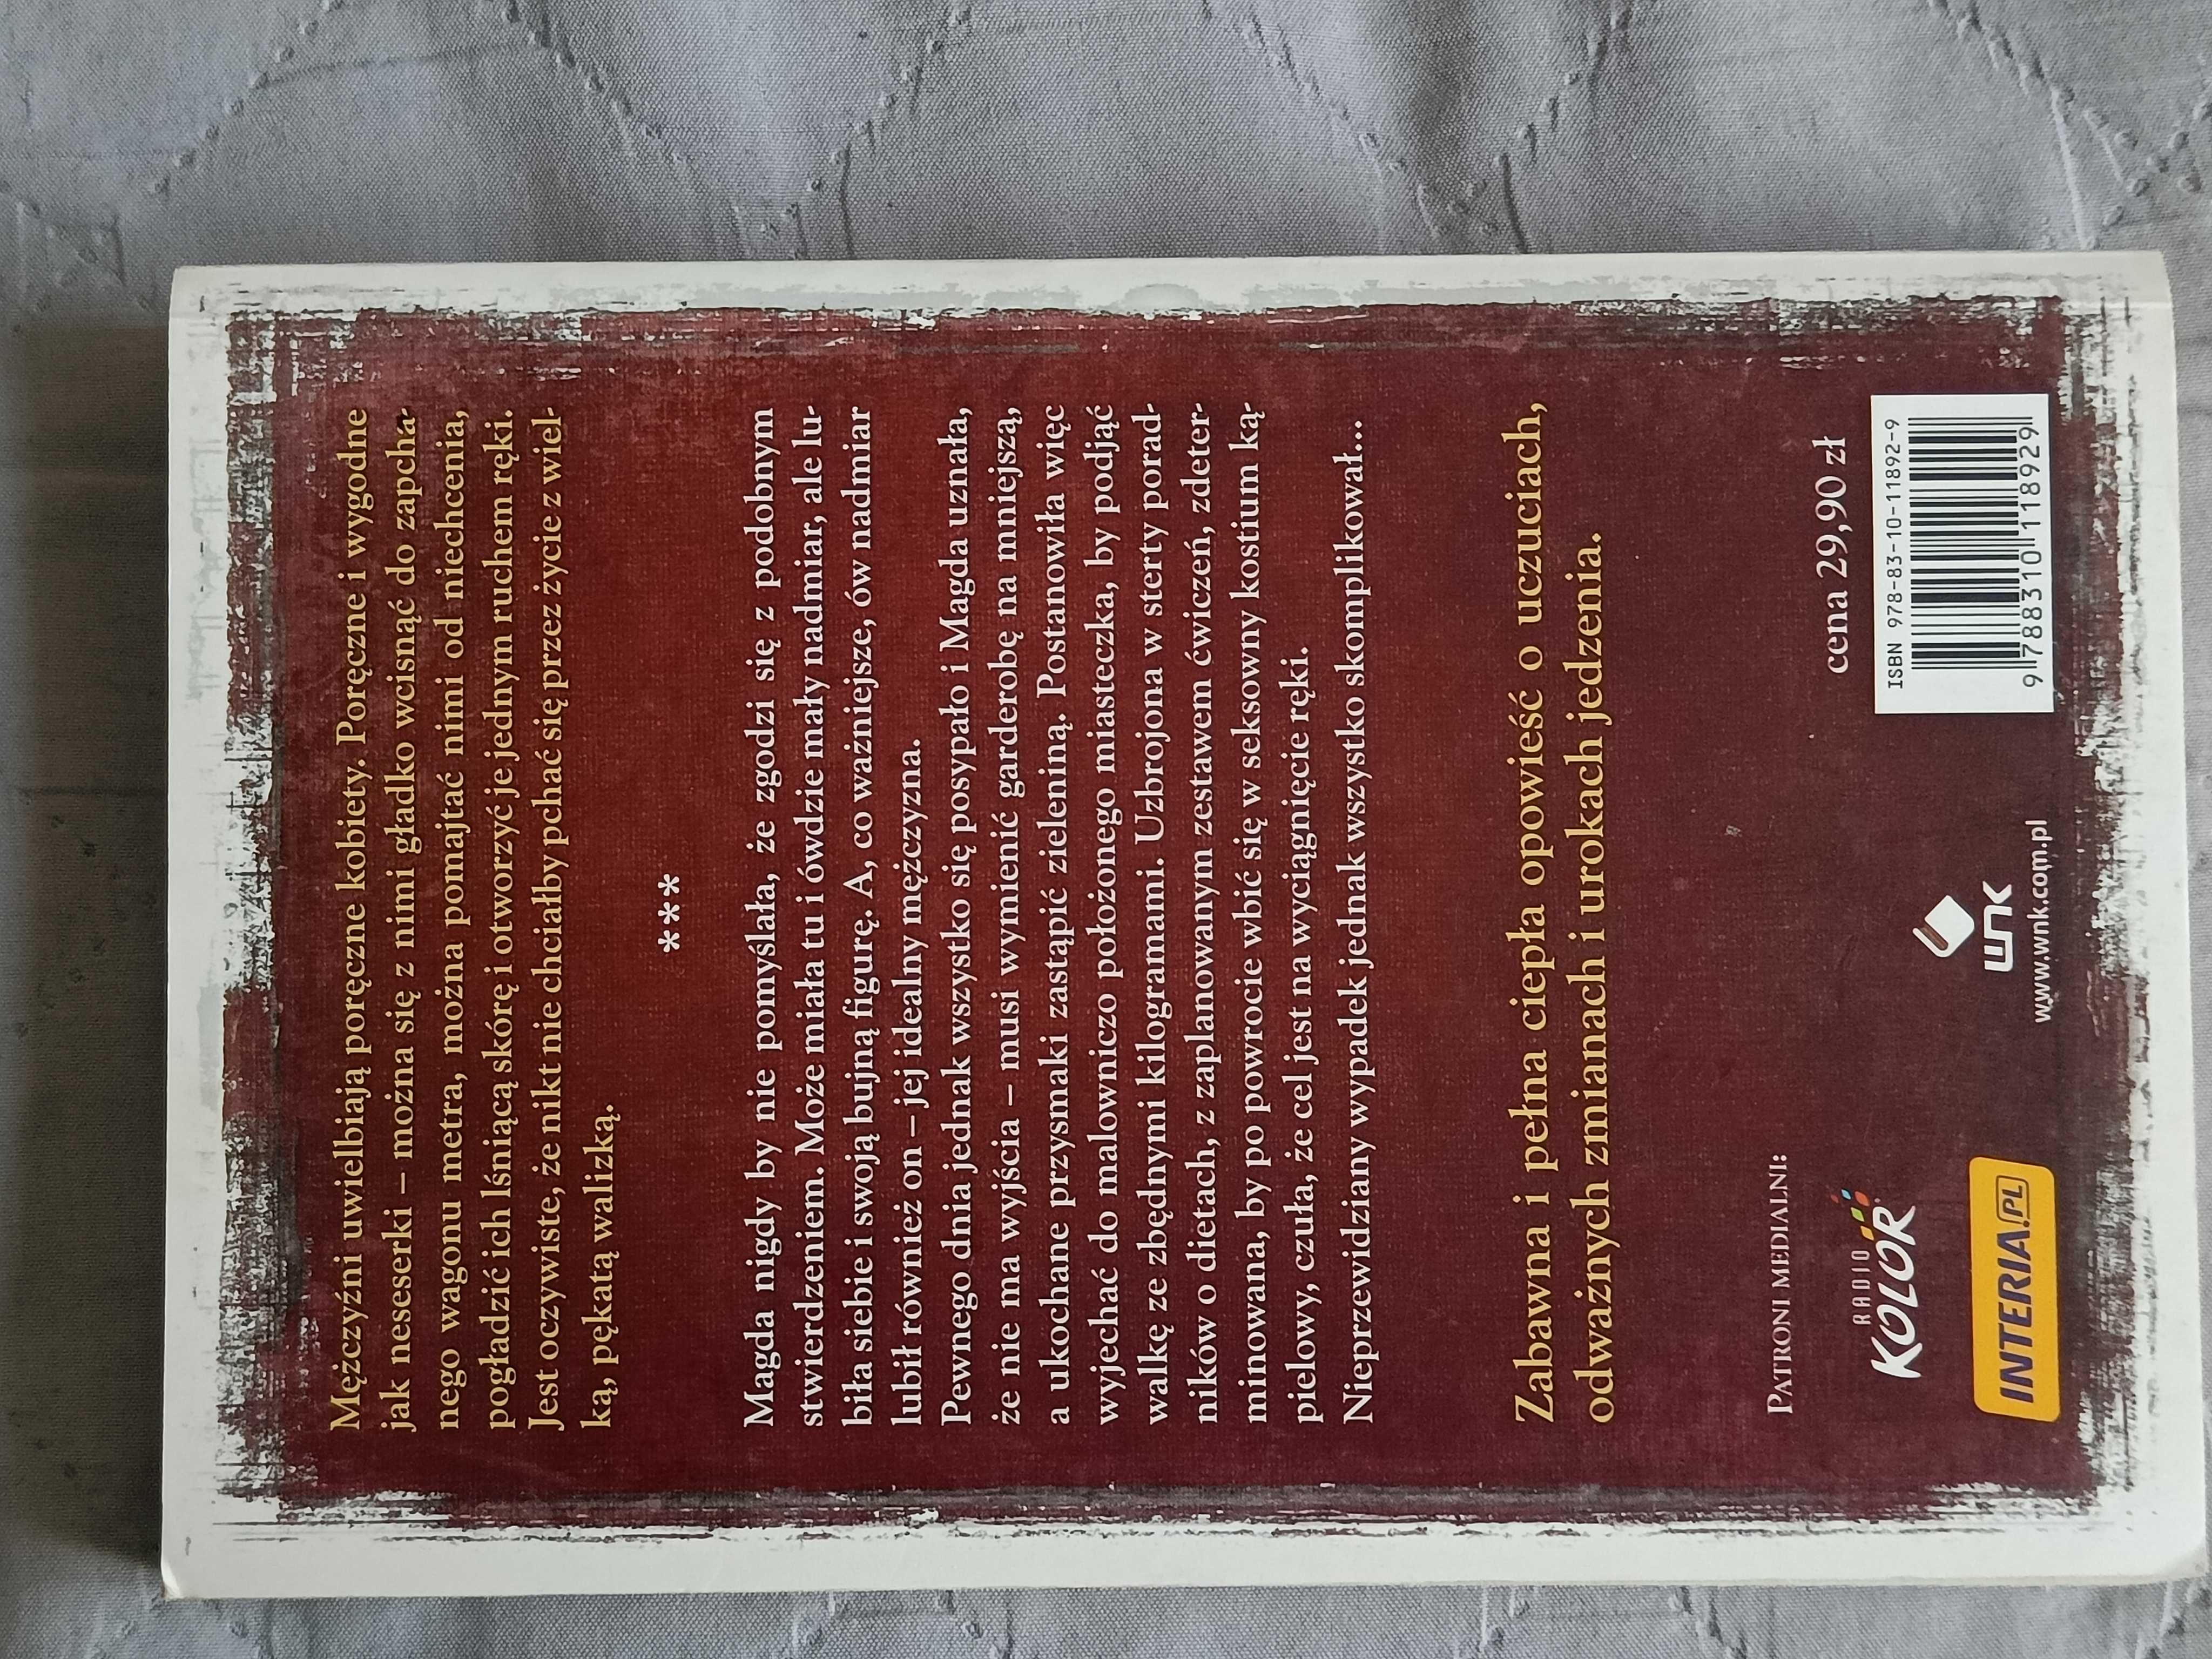 Mężczyźni uwielbiają poręczne kobiety. Poręczne i wygodne
jak neseserki – można się z nimi gładko wcisnąć do zapcha-
nego wagonu metra, można pomajtać nimi od niechcenia,
pogładzić ich lśniącą skórę i otworzyć je jednym ruchem ręki.
Jest oczywiste, że nikt nie chciałby pchać się przez życie z wiel-
ką, pękatą walizką.
****
Magda nigdy by nie pomyślała, że zgodzi się z podobnym
stwierdzeniem. Może miała tu i ówdzie mały nadmiar, ale lu-
biła siebie i swoją bujną figurę. A, co ważniejsze, ów nadmiar
lubił również on – jej idealny mężczyzna.
Pewnego dnia jednak wszystko się posypało i Magda uznała,
że nie ma wyjścia – musi wymienić garderobę na mniejszą,
a ukochane przysmaki zastąpić zieleniną. Postanowiła więc
wyjechać do malowniczo położonego miasteczka, by podjąć
walkę ze zbędnymi kilogramami. Uzbrojona w sterty porad-
ników o dietach, z zaplanowanym zestawem ćwiczeń, zdeter-
minowana, by po powrocie wbić się w seksowny kostium ką-
pielowy, czuła, że cel jest na wyciągnięcie ręki.
Nieprzewidziany wypadek jednak wszystko skomplikował...
Zabawna i pełna ciepła opowieść o uczuciach,
odważnych zmianach i urokach jedzenia.
PATRONI MEDIALNI:
RADIO
KOLOR
INTERIA.PL
wnk
www.wnk.com.pl
cena 29,90 zł
ISBN 978-83-10-11892-9
9 788310 118929